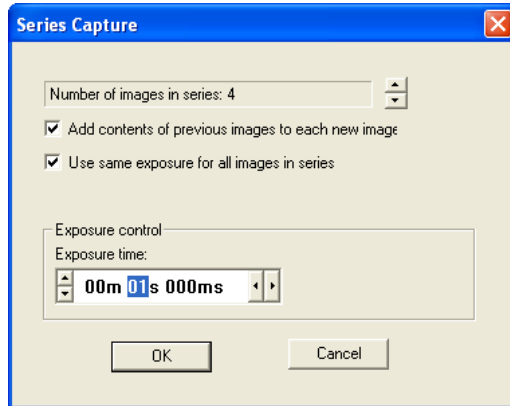 Series Capture
Number of images in series: 4
Add contents of previous images to each new image
Use same exposure for all images in series
Exposure control
Exposure time:
00m 01s 000ms
OK
Cancel